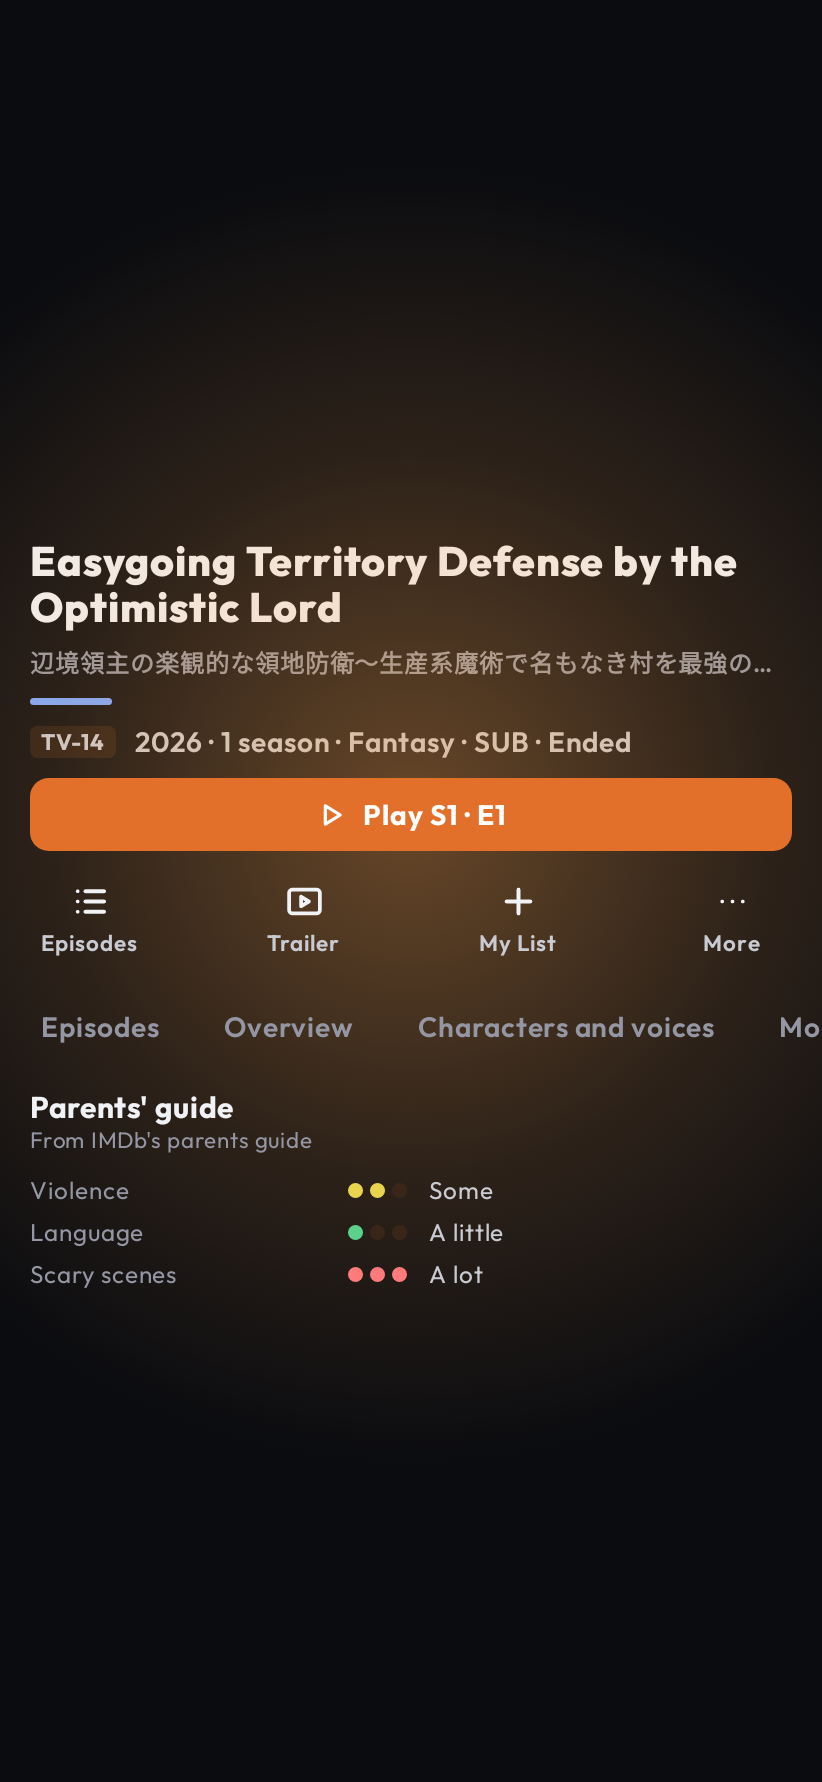 Easygoing Territory Defense by the
Optimistic Lord
辺境領主の楽観的な領地防衛〜生産系魔術で名もなき村を最強の...
TV-14 2026 · 1 season · Fantasy · SUB · Ended
Play S1 · E1
Episodes Trailer My List More
Episodes Overview Characters and voices Mo
Parents' guide
From IMDb's parents guide
Violence Some
Language A little
Scary scenes A lot